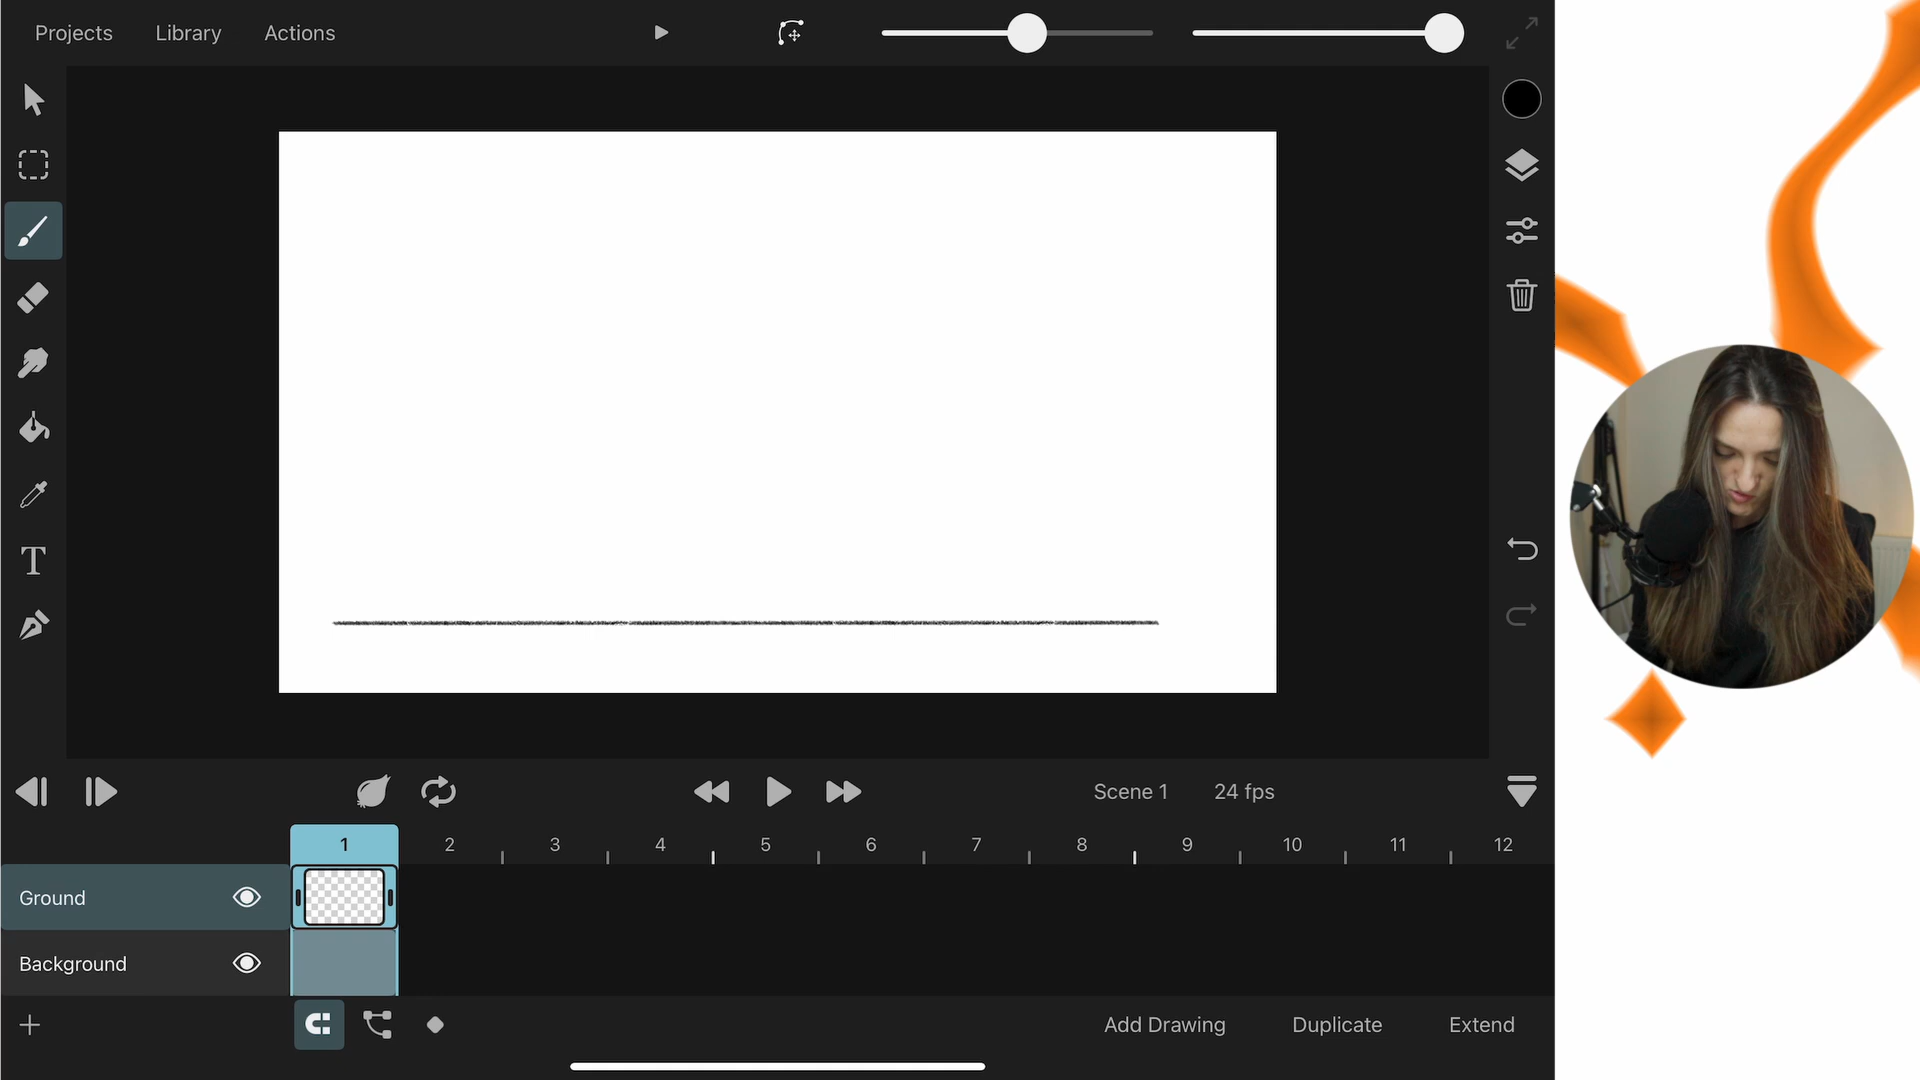 Projects Library Actions
T
Scene 1 24 fps
1 2 3 4 5 6 7 8 9 10 11 12
Ground
Background
Add Drawing Duplicate Extend